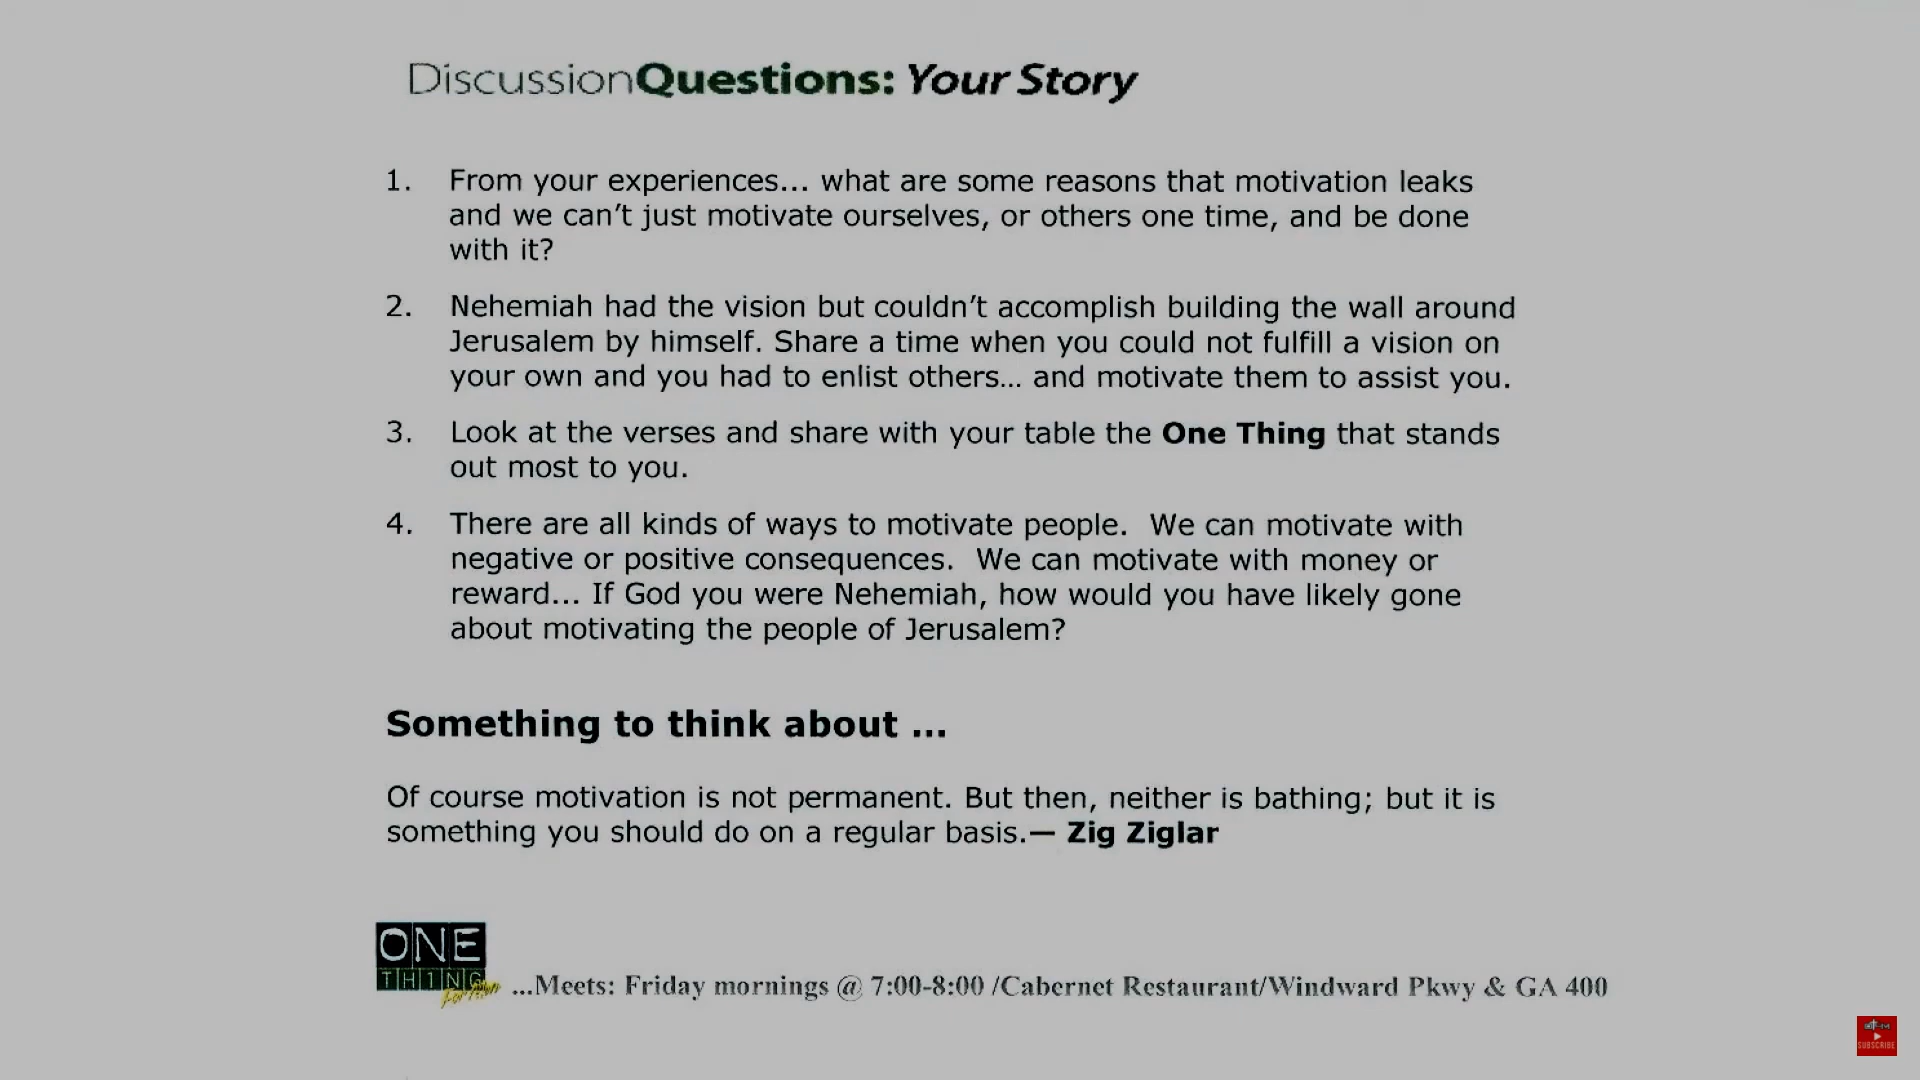 DiscussionQuestions: Your Story
1. From your experiences... what are some reasons that motivation leaks
and we can't just motivate ourselves, or others one time, and be done
with it?
2. Nehemiah had the vision but couldn't accomplish building the wall around
Jerusalem by himself. Share a time when you could not fulfill a vision on
your own and you had to enlist others... and motivate them to assist you.
3. Look at the verses and share with your table the One Thing that stands
out most to you.
4. There are all kinds of ways to motivate people. We can motivate with
negative or positive consequences. We can motivate with money or
reward... If God you were Nehemiah, how would you have likely gone
about motivating the people of Jerusalem?
Something to think about ...
Of course motivation is not permanent. But then, neither is bathing; but it is
something you should do on a regular basis.— Zig Ziglar
ONE
TH1NG
For Men
...Meets: Friday mornings @ 7:00-8:00 /Cabernet Restaurant/Windward Pkwy & GA 400
SUBSCRIBE